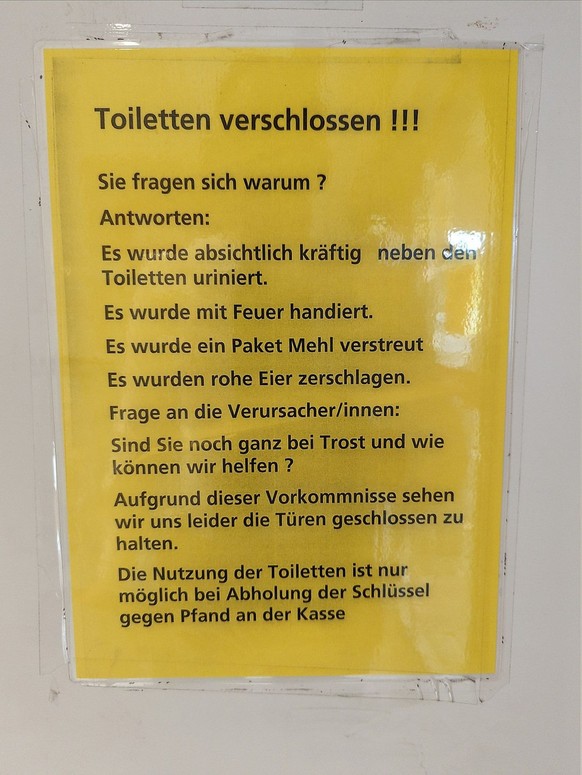 Toiletten verschlossen !!!
Sie fragen sich warum ?
Antworten:
Es wurde absichtlich kräftig neben den
Toiletten uriniert.
Es wurde mit Feuer handiert.
Es wurde ein Paket Mehl verstreut
Es wurden rohe Eier zerschlagen.
Frage an die Verursacher/innen:
Sind Sie noch ganz bei Trost und wie
können wir helfen ?
Aufgrund dieser Vorkommnisse sehen
wir uns leider die Türen geschlossen zu
halten.
Die Nutzung der Toiletten ist nur
möglich bei Abholung der Schlüssel
gegen Pfand an der Kasse